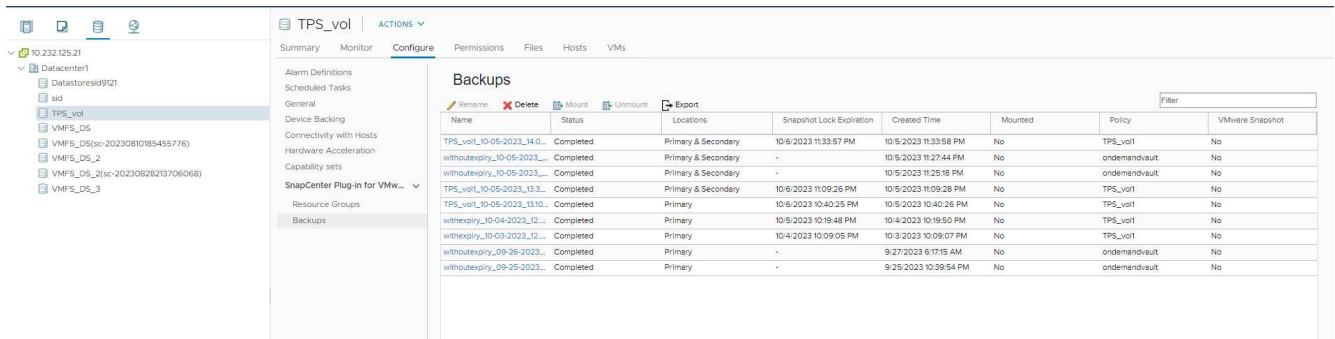 TPS_vol ACTIONS
Summary Monitor Configure Permissions Files Hosts VMs
10.232.125.21
Datacenter1
Datastoresid9121
sid
TPS_vol
VMFS_DS
VMFS_DS(sc-20230810185455776)
VMFS_DS_2
VMFS_DS_2(sc-20230828213706068)
VMFS_DS_3
Alarm Definitions
Scheduled Tasks
General
Device Backing
Connectivity with Hosts
Hardware Acceleration
Capability sets
SnapCenter Plug-in for VMw...
Resource Groups
Backups
Backups
Rename Delete Mount Unmount Export Filter
Name Status Locations Snapshot Lock Expiration Created Time Mounted Policy VMware Snapshot
TPS_vol1_10-05-2023_14.0... Completed Primary & Secondary 10/6/2023 11:33:57 PM 10/5/2023 11:33:58 PM No TPS_vol1 No
withoutexpiry_10-05-2023_... Completed Primary & Secondary - 10/5/2023 11:27:44 PM No ondemandvault No
withoutexpiry_10-05-2023_... Completed Primary & Secondary - 10/5/2023 11:25:18 PM No ondemandvault No
TPS_vol1_10-05-2023_13.3... Completed Primary & Secondary 10/6/2023 11:09:26 PM 10/5/2023 11:09:28 PM No TPS_vol1 No
TPS_vol1_10-05-2023_13.10... Completed Primary 10/6/2023 10:40:25 PM 10/5/2023 10:40:26 PM No TPS_vol1 No
withexpiry_10-04-2023_12.... Completed Primary 10/5/2023 10:19:48 PM 10/4/2023 10:19:50 PM No TPS_vol1 No
withexpiry_10-03-2023_12.... Completed Primary 10/4/2023 10:09:05 PM 10/3/2023 10:09:07 PM No TPS_vol1 No
withoutexpiry_09-26-2023... Completed Primary - 9/27/2023 6:17:15 AM No ondemandvault No
withoutexpiry_09-25-2023... Completed Primary - 9/25/2023 10:39:54 PM No ondemandvault No